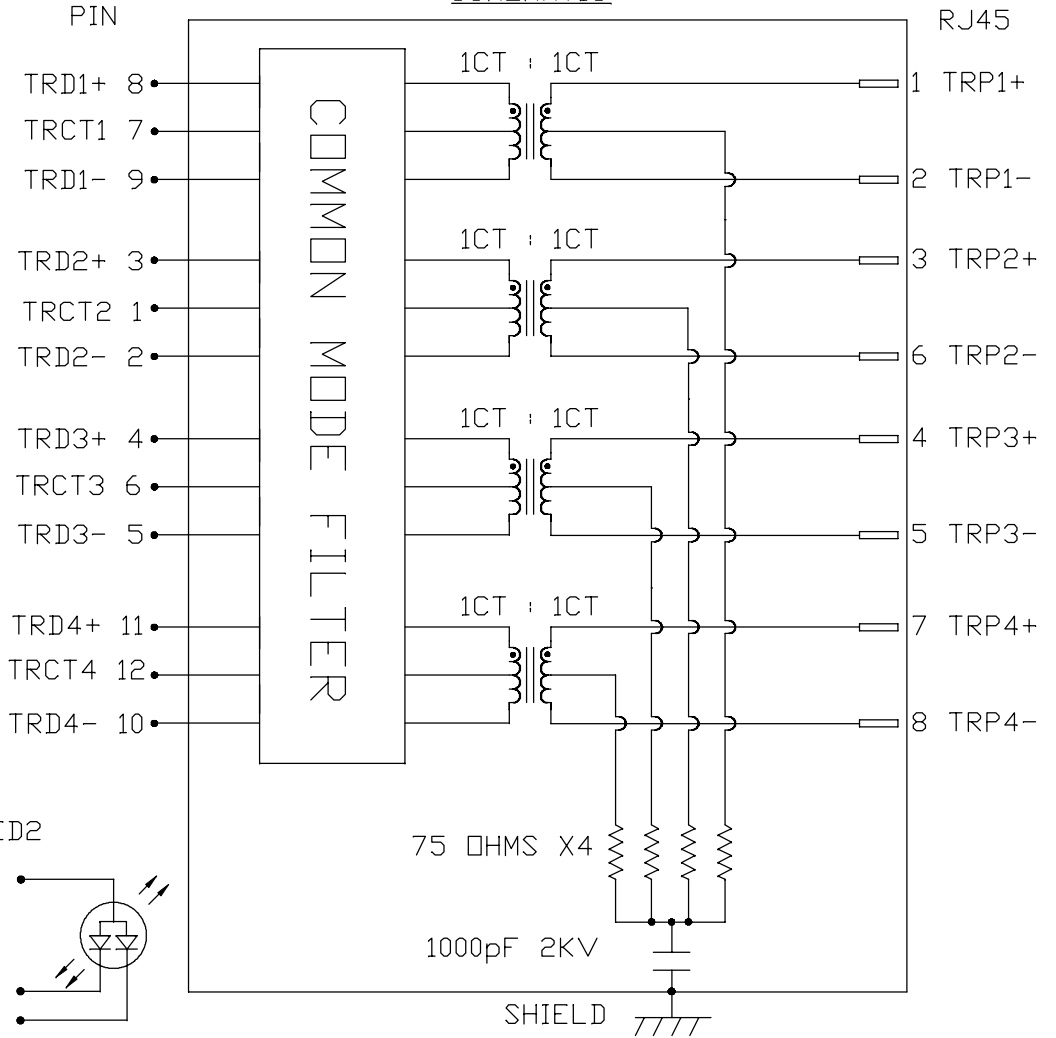 PIN
RJ45
1CT : 1CT
TRD1+ 8
1 TRP1+
TRCT1 7
TRD1- 9
2 TRP1-
1CT : 1CT
TRD2+ 3
3 TRP2+
TRCT2 1
TRD2- 2
6 TRP2-
1CT : 1CT
TRD3+ 4
4 TRP3+
TRCT3 6
TRD3- 5
5 TRP3-
1CT : 1CT
TRD4+ 11
7 TRP4+
TRCT4 12
TRD4- 10
8 TRP4-
COMMON MODE FILTER
ED2
75 OHMS X4
1000pF 2KV
SHIELD